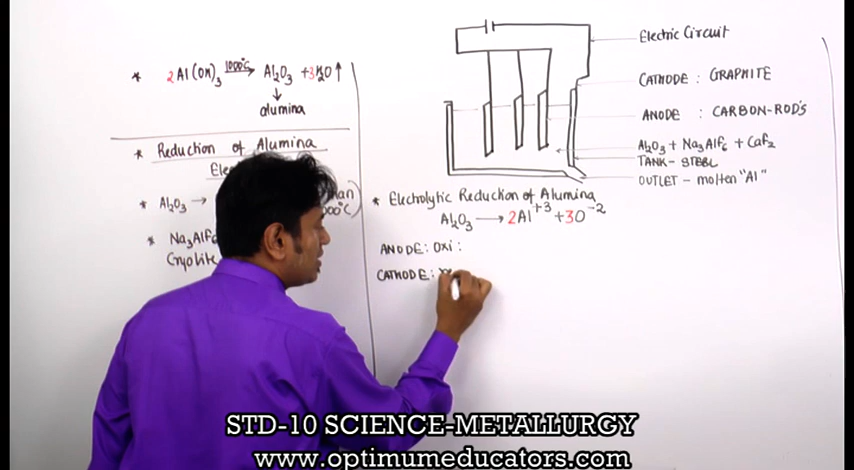 * 2Al(OH)₃ —1000°C→ Al₂O₃ + 3H₂O↑
↓
alumina
* Reduction of Alumina
* Al₂O₃ →
* Na₃AlF₆
Cryolite
Electric Circuit
CATHODE : GRAPHITE
ANODE : CARBON-ROD'S
Al₂O₃ + Na₃AlF₆ + CaF₂
TANK - STEEL
OUTLET - molten "Al"
* Electrolytic Reduction of Alumina
Al₂O₃ → 2Al⁺³ + 3O⁻²
ANODE : Oxi :
CATHODE :
STD-10 SCIENCE-METALLURGY
www.optimumeducators.com